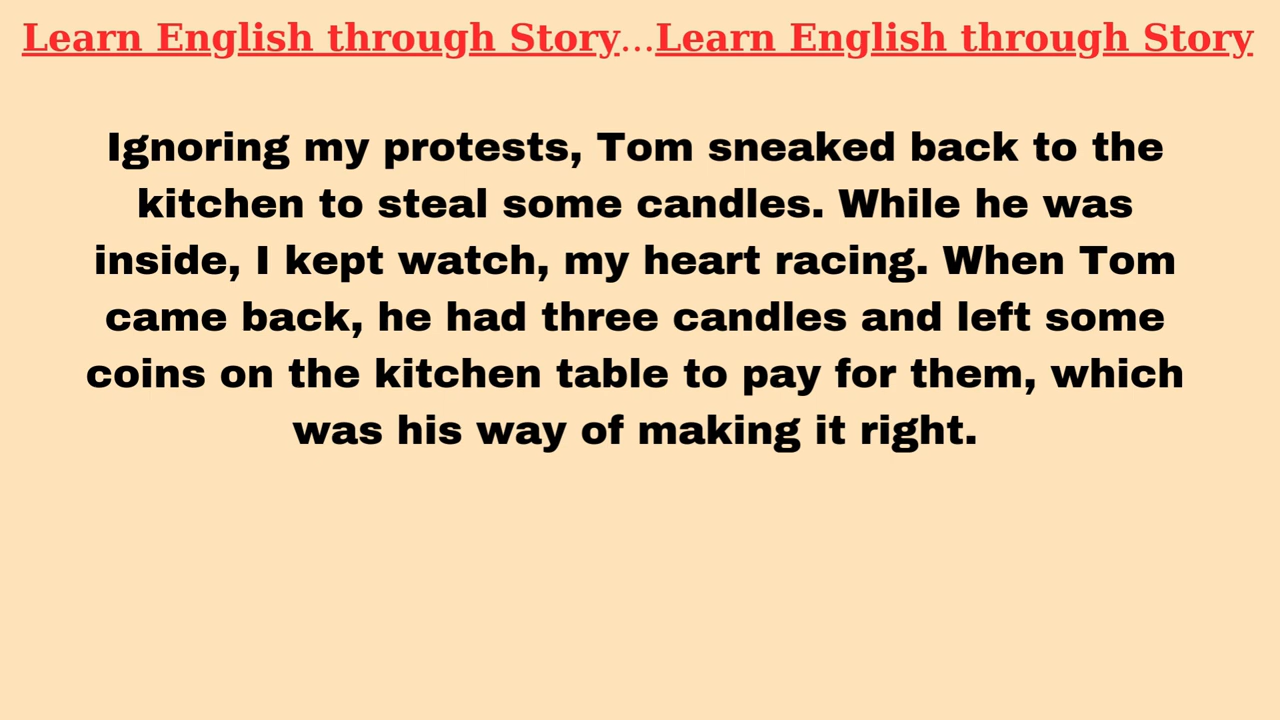 Learn English through Story...Learn English through Story
Ignoring my protests, Tom sneaked back to the
kitchen to steal some candles. While he was
inside, I kept watch, my heart racing. When Tom
came back, he had three candles and left some
coins on the kitchen table to pay for them, which
was his way of making it right.